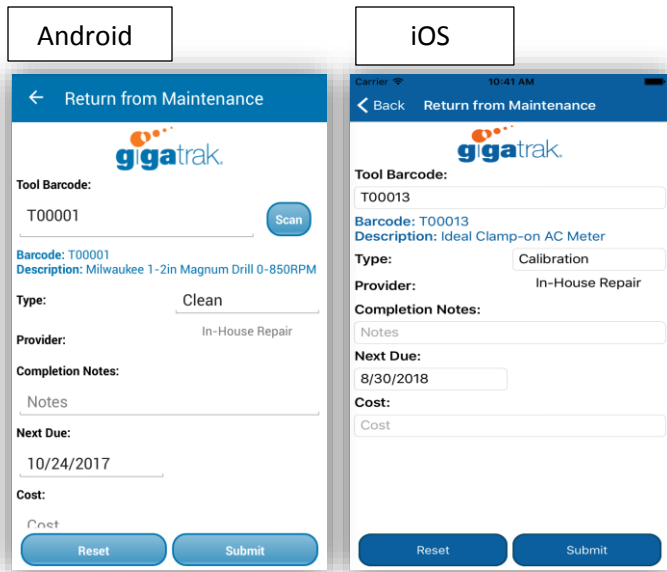 Android
Return from Maintenance
gigatrak.
Tool Barcode:
T00001
Scan
Barcode: T00001
Description: Milwaukee 1-2in Magnum Drill 0-850RPM
Type:
Clean
Provider:
In-House Repair
Completion Notes:
Notes
Next Due:
10/24/2017
Cost:
Cost
Reset
Submit
iOS
Carrier
10:41 AM
Back
Return from Maintenance
gigatrak.
Tool Barcode:
T00013
Barcode: T00013
Description: Ideal Clamp-on AC Meter
Type:
Calibration
Provider:
In-House Repair
Completion Notes:
Notes
Next Due:
8/30/2018
Cost:
Cost
Reset
Submit